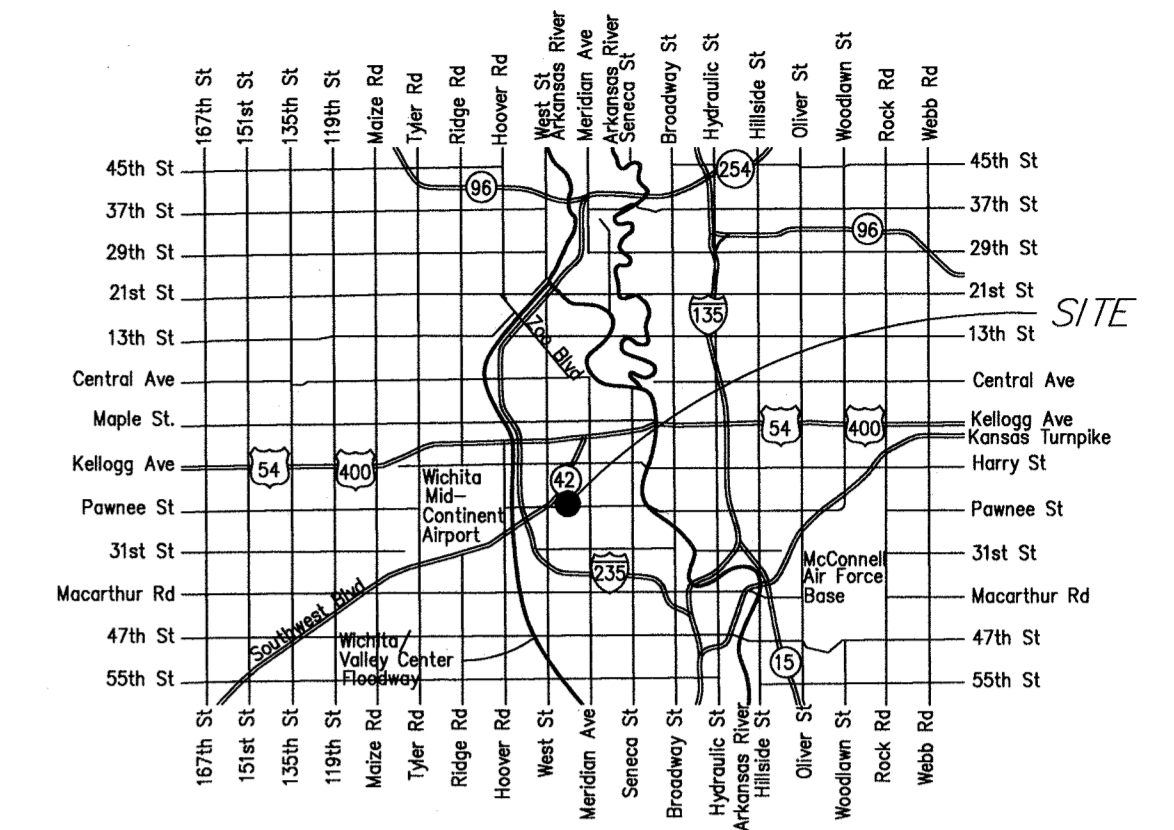 167th St
151st St
135th St
119th St
Maize Rd
Tyler Rd
Ridge Rd
Hoover Rd
West St
Arkansas River
Meridian Ave
Arkansas River
Seneca St
Broadway St
Hydraulic St
Hillside St
Oliver St
Woodlawn St
Rock Rd
Webb Rd
45th St
37th St
29th St
21st St
13th St
Central Ave
Maple St.
Kellogg Ave
Pawnee St
31st St
Macarthur Rd
47th St
55th St
96
254
96
135
Zoo Blvd
54
400
54
400
42
Wichita
Mid-
Continent
Airport
235
McConnell
Air Force
Base
Southwest Blvd
Wichita/
Valley Center
Floodway
15
45th St
37th St
29th St
21st St
SITE
13th St
Central Ave
Kellogg Ave
Kansas Turnpike
Harry St
Pawnee St
31st St
Macarthur Rd
47th St
55th St
167th St
151st St
135th St
119th St
Maize Rd
Tyler Rd
Ridge Rd
Hoover Rd
West St
Meridian Ave
Seneca St
Broadway St
Hydraulic St
Arkansas River
Hillside St
Oliver St
Woodlawn St
Rock Rd
Webb Rd